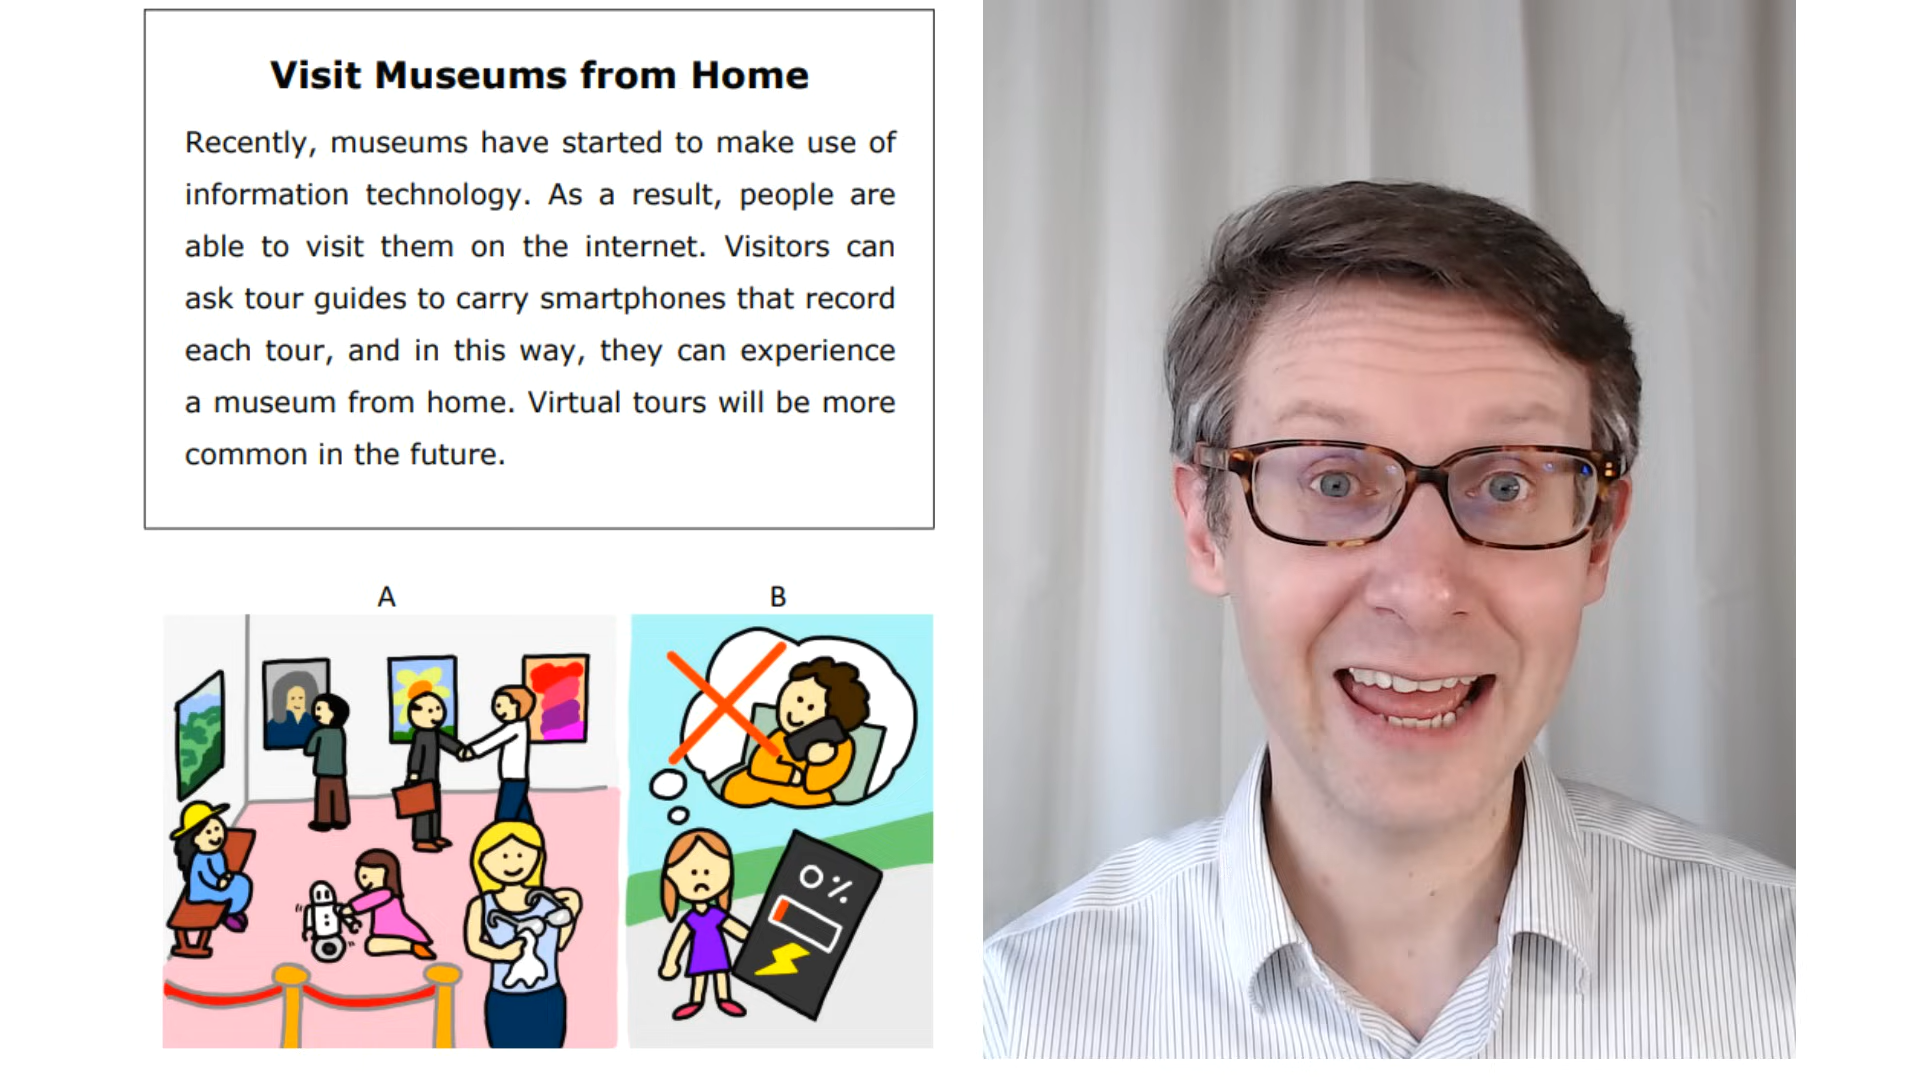 Visit Museums from Home
Recently, museums have started to make use of
information technology. As a result, people are
able to visit them on the internet. Visitors can
ask tour guides to carry smartphones that record
each tour, and in this way, they can experience
a museum from home. Virtual tours will be more
common in the future.
A B
0%